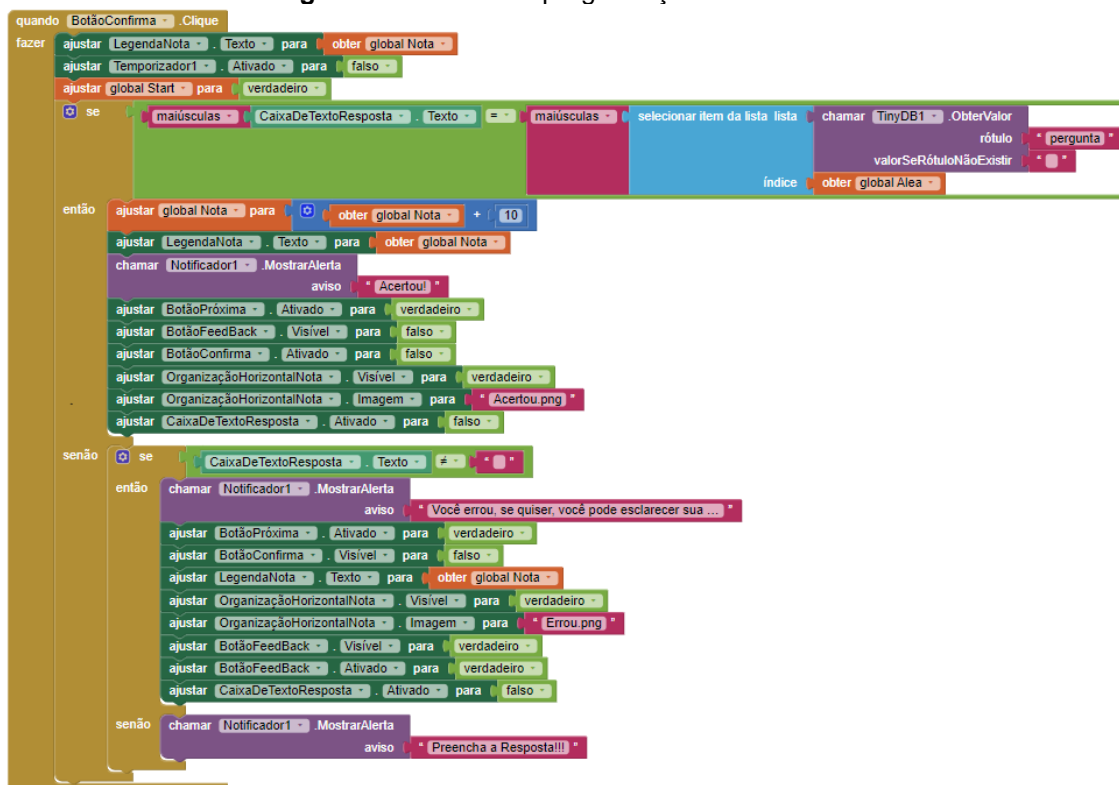 quando BotãoConfirma .Clique
fazer ajustar LegendaNota . Texto para obter global Nota
ajustar Temporizador1 . Ativado para falso
ajustar global Start para verdadeiro
se maiúsculas CaixaDeTextoResposta . Texto = maiúsculas selecionar item da lista lista chamar TinyDB1 .ObterValor
rótulo " pergunta "
valorSeRótuloNãoExistir " "
índice obter global Alea
então ajustar global Nota para obter global Nota + 10
ajustar LegendaNota . Texto para obter global Nota
chamar Notificador1 .MostrarAlerta
aviso " Acertou! "
ajustar BotãoPróxima . Ativado para verdadeiro
ajustar BotãoFeedBack . Visível para falso
ajustar BotãoConfirma . Ativado para falso
ajustar OrganizaçãoHorizontalNota . Visível para verdadeiro
ajustar OrganizaçãoHorizontalNota . Imagem para " Acertou.png "
ajustar CaixaDeTextoResposta . Ativado para falso
senão se CaixaDeTextoResposta . Texto ≠ " "
então chamar Notificador1 .MostrarAlerta
aviso " Você errou, se quiser, você pode esclarecer sua ... "
ajustar BotãoPróxima . Ativado para verdadeiro
ajustar BotãoConfirma . Visível para falso
ajustar LegendaNota . Texto para obter global Nota
ajustar OrganizaçãoHorizontalNota . Visível para verdadeiro
ajustar OrganizaçãoHorizontalNota . Imagem para " Errou.png "
ajustar BotãoFeedBack . Visível para verdadeiro
ajustar BotãoFeedBack . Ativado para verdadeiro
ajustar CaixaDeTextoResposta . Ativado para falso
senão chamar Notificador1 .MostrarAlerta
aviso " Preencha a Resposta!!! "